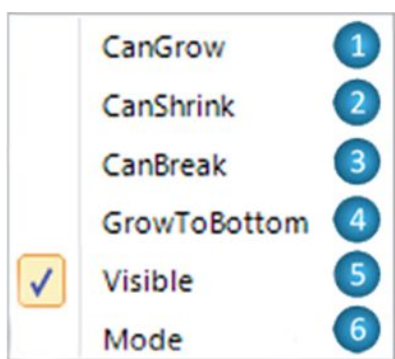 CanGrow 1
CanShrink 2
CanBreak 3
GrowToBottom 4
Visible 5
Mode 6